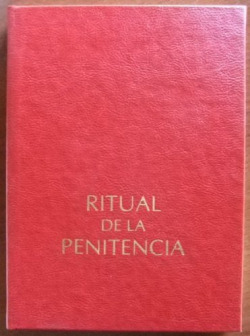 RITUAL
DE LA
PENITENCIA